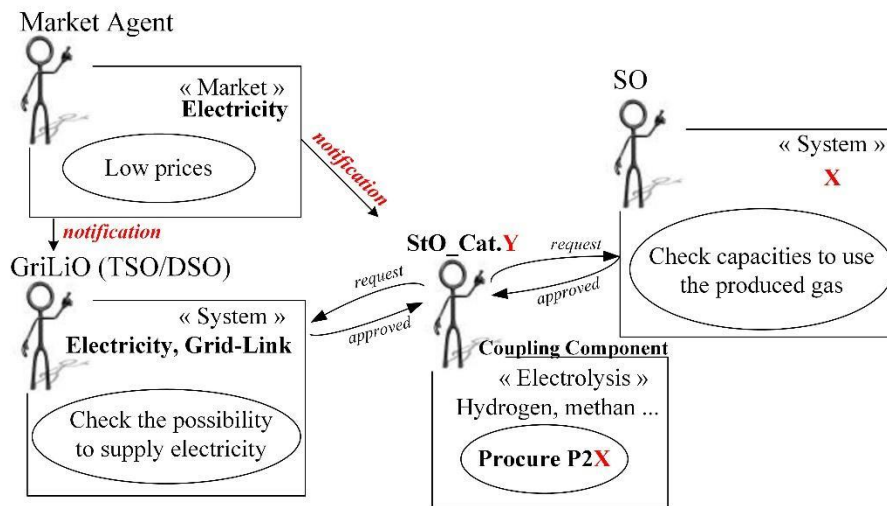 Market Agent
« Market »
Electricity
Low prices
notification
notification
GriLiO (TSO/DSO)
« System »
Electricity, Grid-Link
Check the possibility
to supply electricity
request
approved
StO_Cat.Y
request
approved
SO
« System »
X
Check capacities to use
the produced gas
Coupling Component
« Electrolysis »
Hydrogen, methan ...
Procure P2X